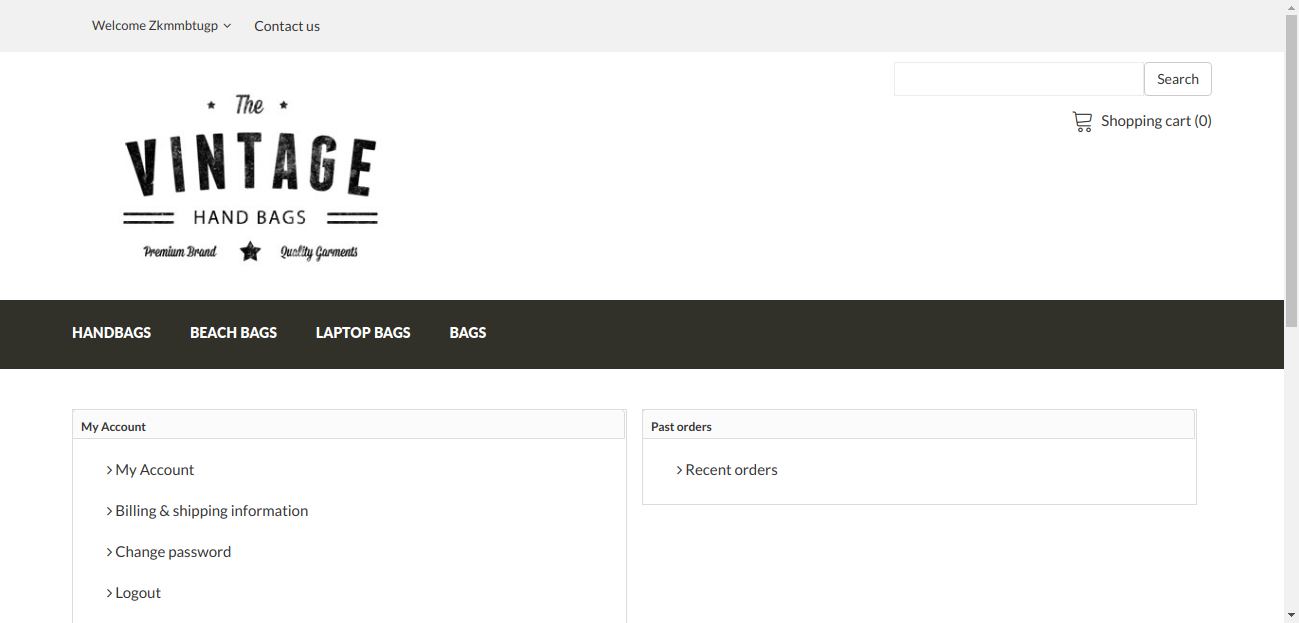 Welcome Zkmmbtugp
Contact us
Search
Shopping cart (0)
The
VINTAGE
HAND BAGS
Premium Brand Quality Garments
HANDBAGS BEACH BAGS LAPTOP BAGS BAGS
My Account
My Account
Billing & shipping information
Change password
Logout
Past orders
Recent orders